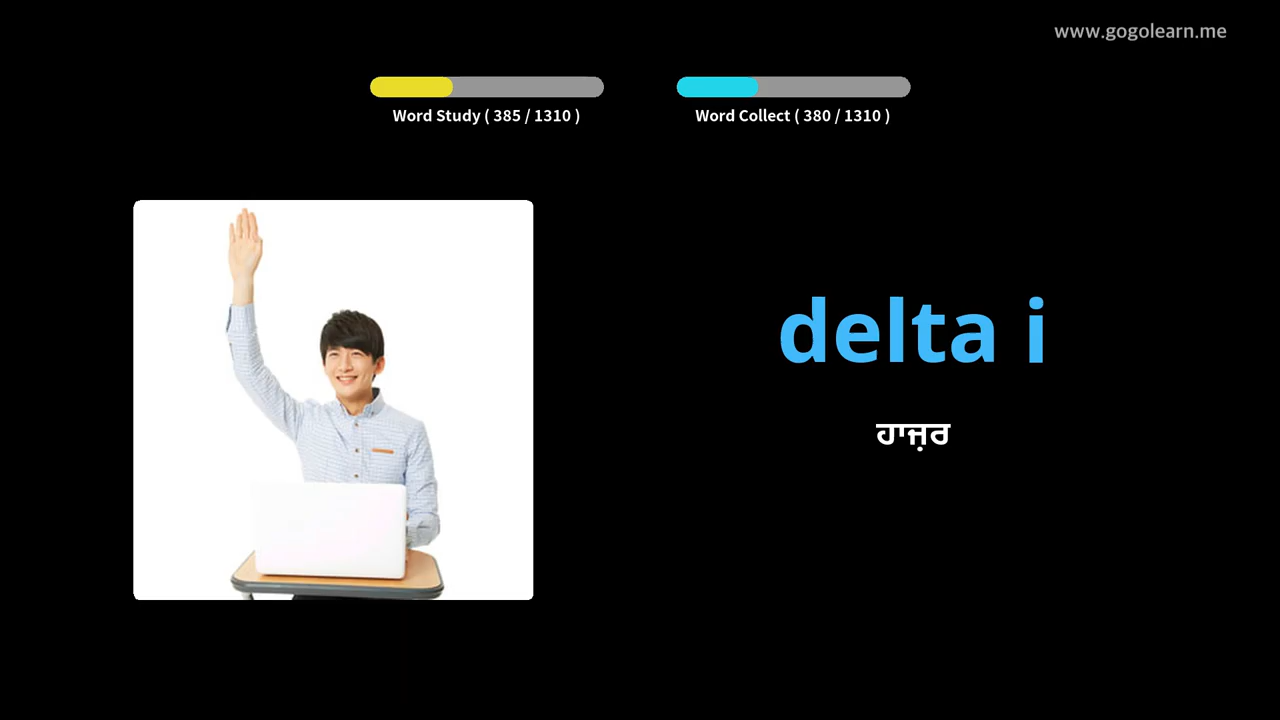 www.gogolearn.me
Word Study ( 385 / 1310 )
Word Collect ( 380 / 1310 )
delta i
ਹਾਜ਼ਰ